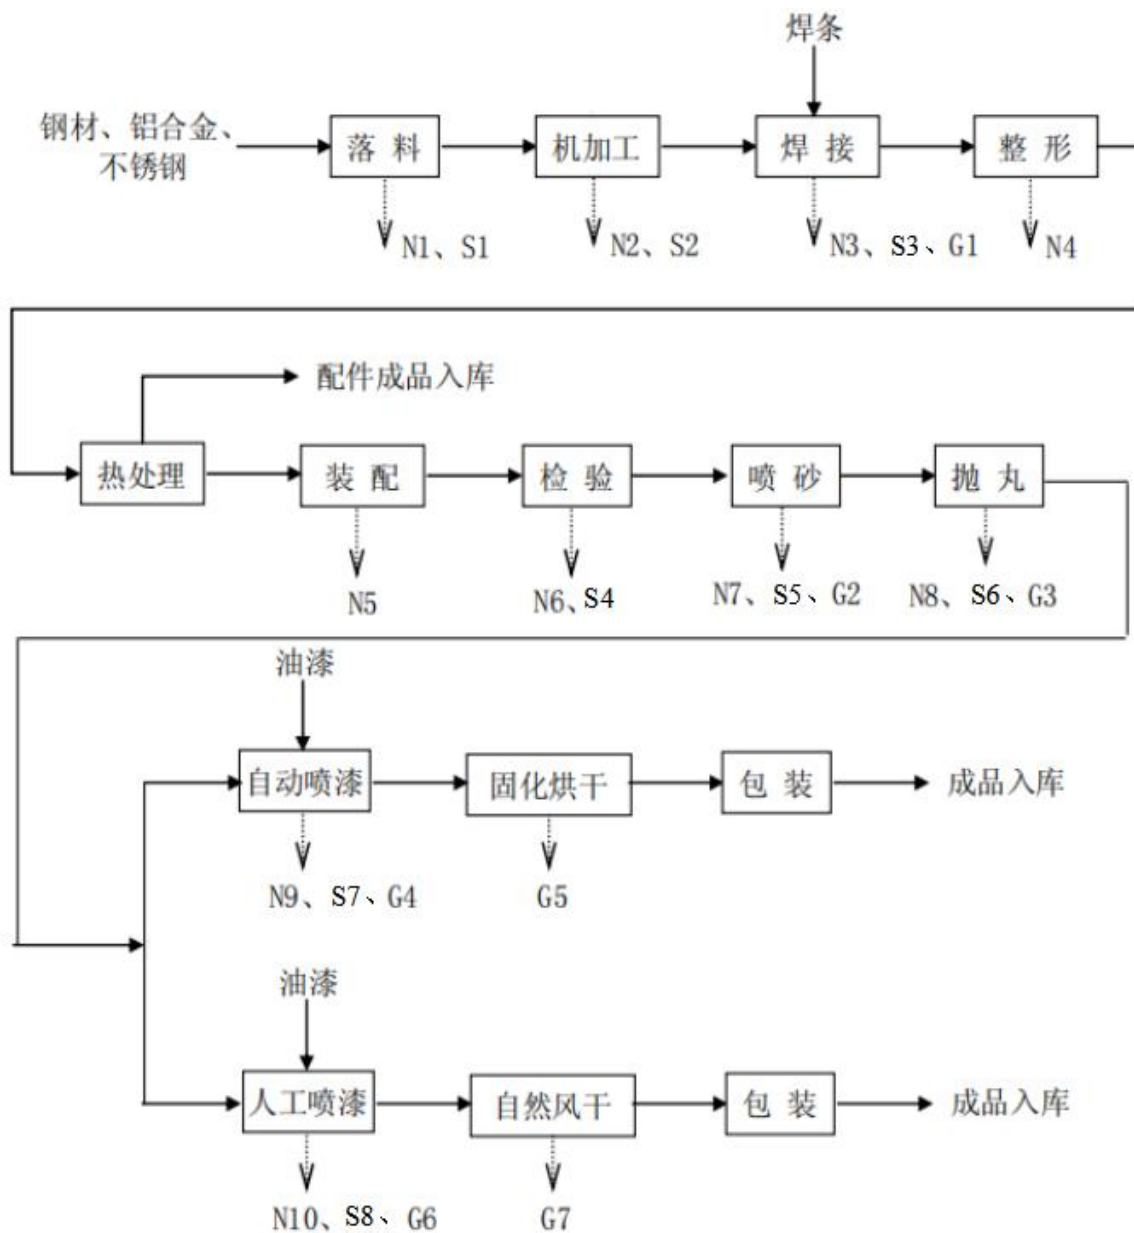 焊条
钢材、铝合金、
不锈钢
落 料
机加工
焊 接
整 形
N1、S1
N2、S2
N3、S3、G1
N4
配件成品入库
热处理
装 配
检 验
喷 砂
抛 丸
N5
N6、S4
N7、S5、G2
N8、S6、G3
油漆
自动喷漆
固化烘干
包 装
成品入库
N9、S7、G4
G5
油漆
人工喷漆
自然风干
包 装
成品入库
N10、S8、G6
G7